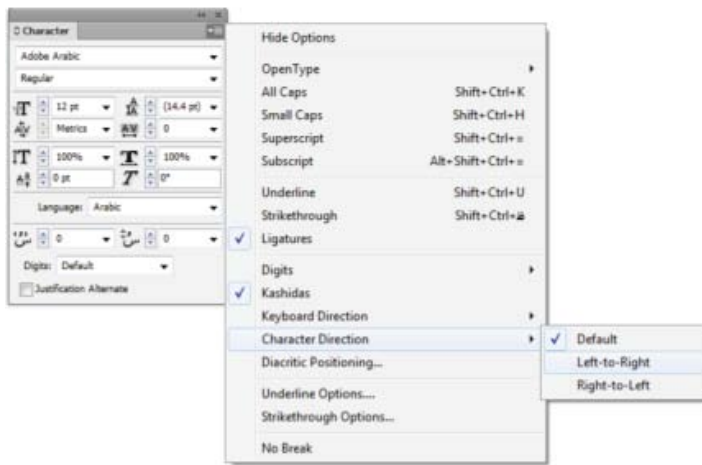 Character
Adobe Arabic
Regular
12 pt
(14.4 pt)
Metrics
0
100%
100%
0 pt
0°
Language: Arabic
0
0
Digits: Default
Justification Alternate
Hide Options
OpenType
All Caps Shift+Ctrl+K
Small Caps Shift+Ctrl+H
Superscript Shift+Ctrl+=
Subscript Alt+Shift+Ctrl+=
Underline Shift+Ctrl+U
Strikethrough
Ligatures
Digits
Kashidas
Keyboard Direction
Character Direction
Diacritic Positioning...
Underline Options....
Strikethrough Options...
No Break
Default
Left-to-Right
Right-to-Left